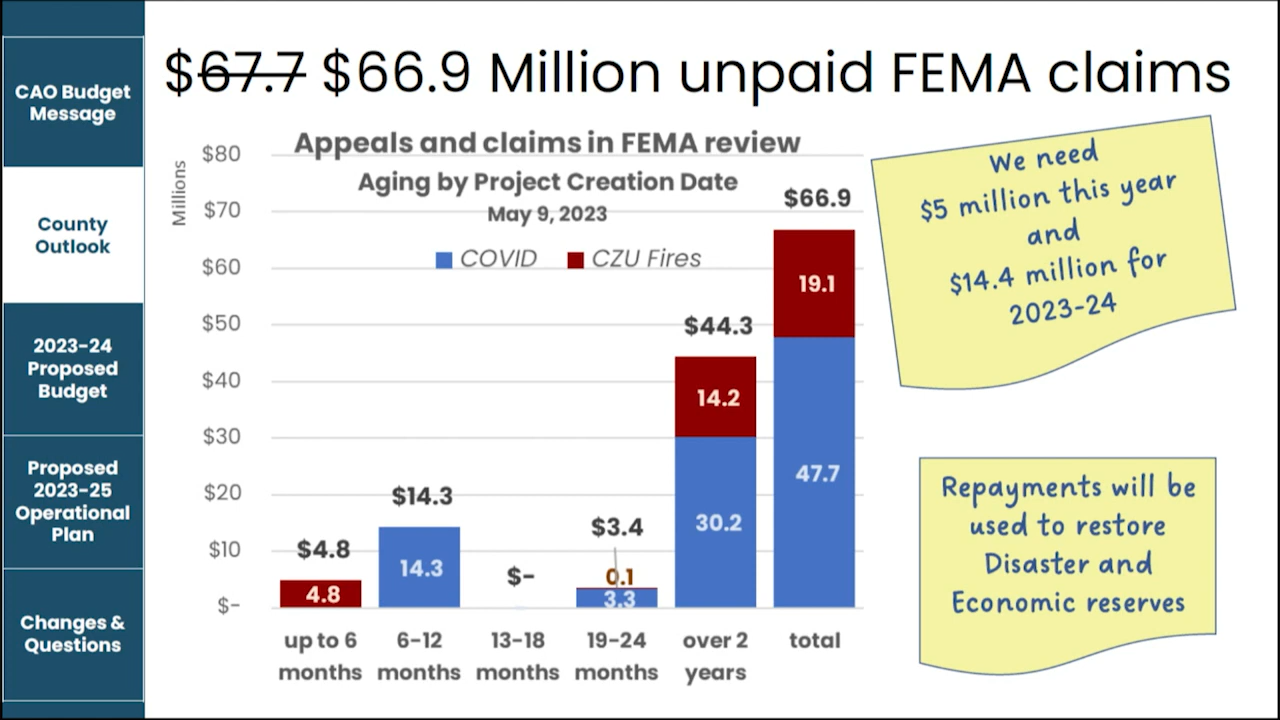 $67.7 $66.9 Million unpaid FEMA claims
CAO Budget
Message
County
Outlook
2023-24
Proposed
Budget
Proposed
2023-25
Operational
Plan
Changes &
Questions
Appeals and claims in FEMA review
Aging by Project Creation Date
May 9, 2023
COVID
CZU Fires
Millions
$80
$70
$60
$50
$40
$30
$20
$10
$-
$4.8
4.8
$14.3
14.3
$-
$3.4
0.1
3.3
$44.3
14.2
30.2
$66.9
19.1
47.7
up to 6
months
6-12
months
13-18
months
19-24
months
over 2
years
total
We need
$5 million this year
and
$14.4 million for
2023-24
Repayments will be
used to restore
Disaster and
Economic reserves